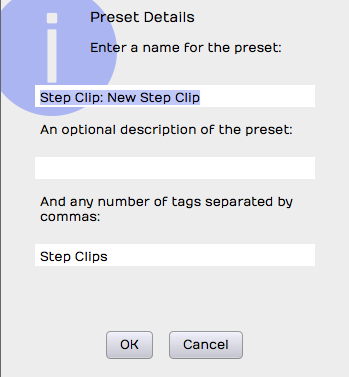 Preset Details
Enter a name for the preset:
Step Clip: New Step Clip
An optional description of the preset:
And any number of tags separated by
commas:
Step Clips
OK
Cancel